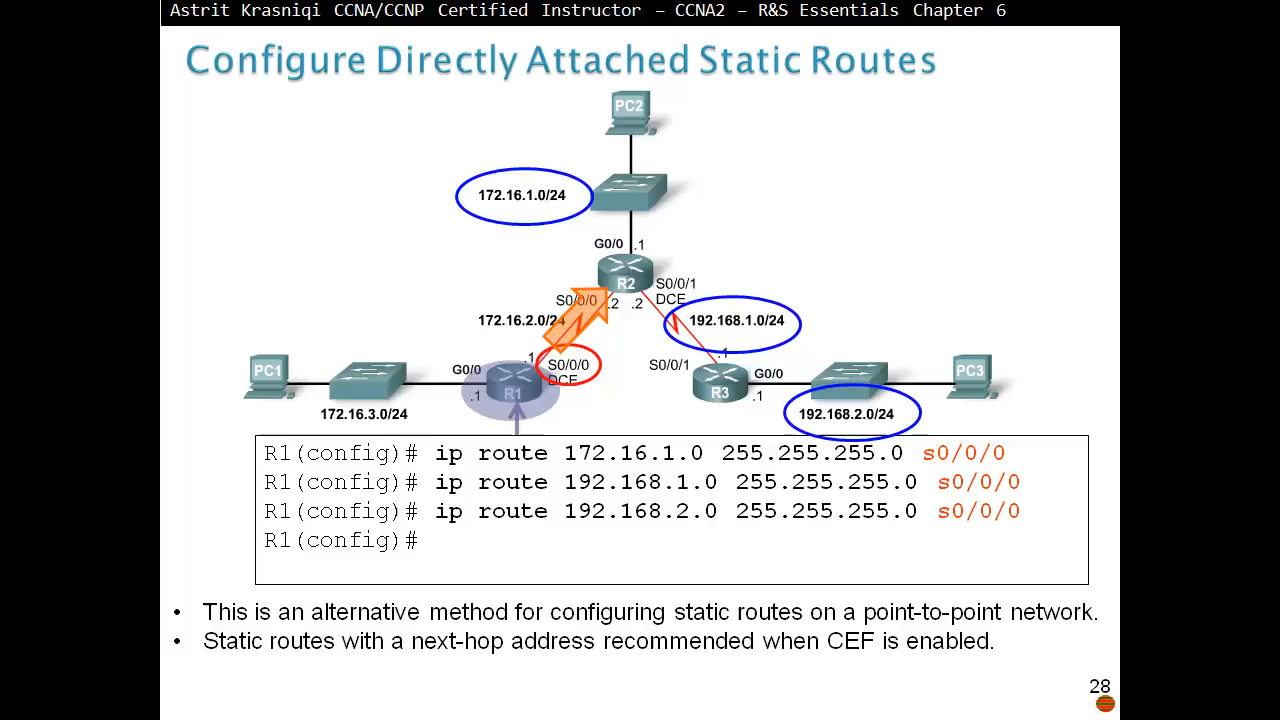 Astrit Krasniqi CCNA/CCNP Certified Instructor – CCNA2 – R&S Essentials Chapter 6
Configure Directly Attached Static Routes
PC2
172.16.1.0/24
G0/0 .1
R2
S0/0/0 .2 .2 S0/0/1
DCE
172.16.2.0/24
192.168.1.0/24
PC1
G0/0 .1
.1 S0/0/0
DCE
R1
S0/0/1 .1
R3
G0/0
.1
PC3
172.16.3.0/24
192.168.2.0/24
R1(config)# ip route 172.16.1.0 255.255.255.0 s0/0/0
R1(config)# ip route 192.168.1.0 255.255.255.0 s0/0/0
R1(config)# ip route 192.168.2.0 255.255.255.0 s0/0/0
R1(config)#
• This is an alternative method for configuring static routes on a point-to-point network.
• Static routes with a next-hop address recommended when CEF is enabled.
28